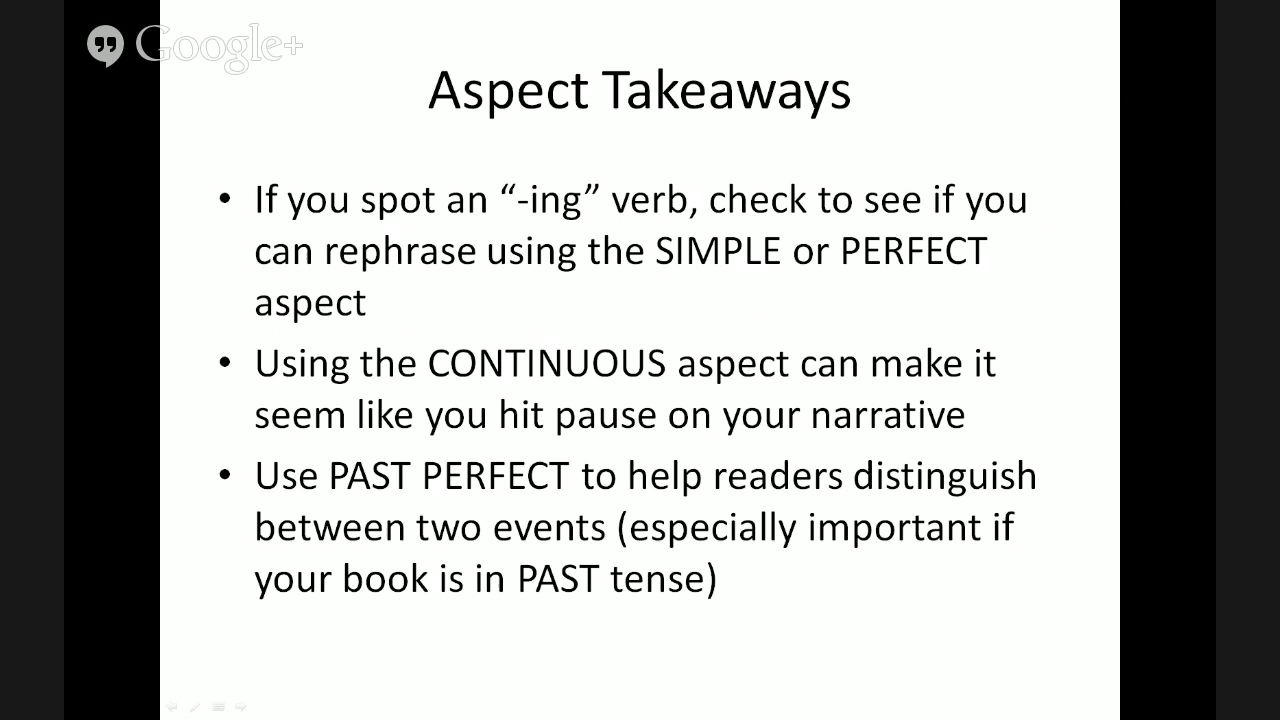 Google+
Aspect Takeaways
• If you spot an “-ing” verb, check to see if you
can rephrase using the SIMPLE or PERFECT
aspect
• Using the CONTINUOUS aspect can make it
seem like you hit pause on your narrative
• Use PAST PERFECT to help readers distinguish
between two events (especially important if
your book is in PAST tense)